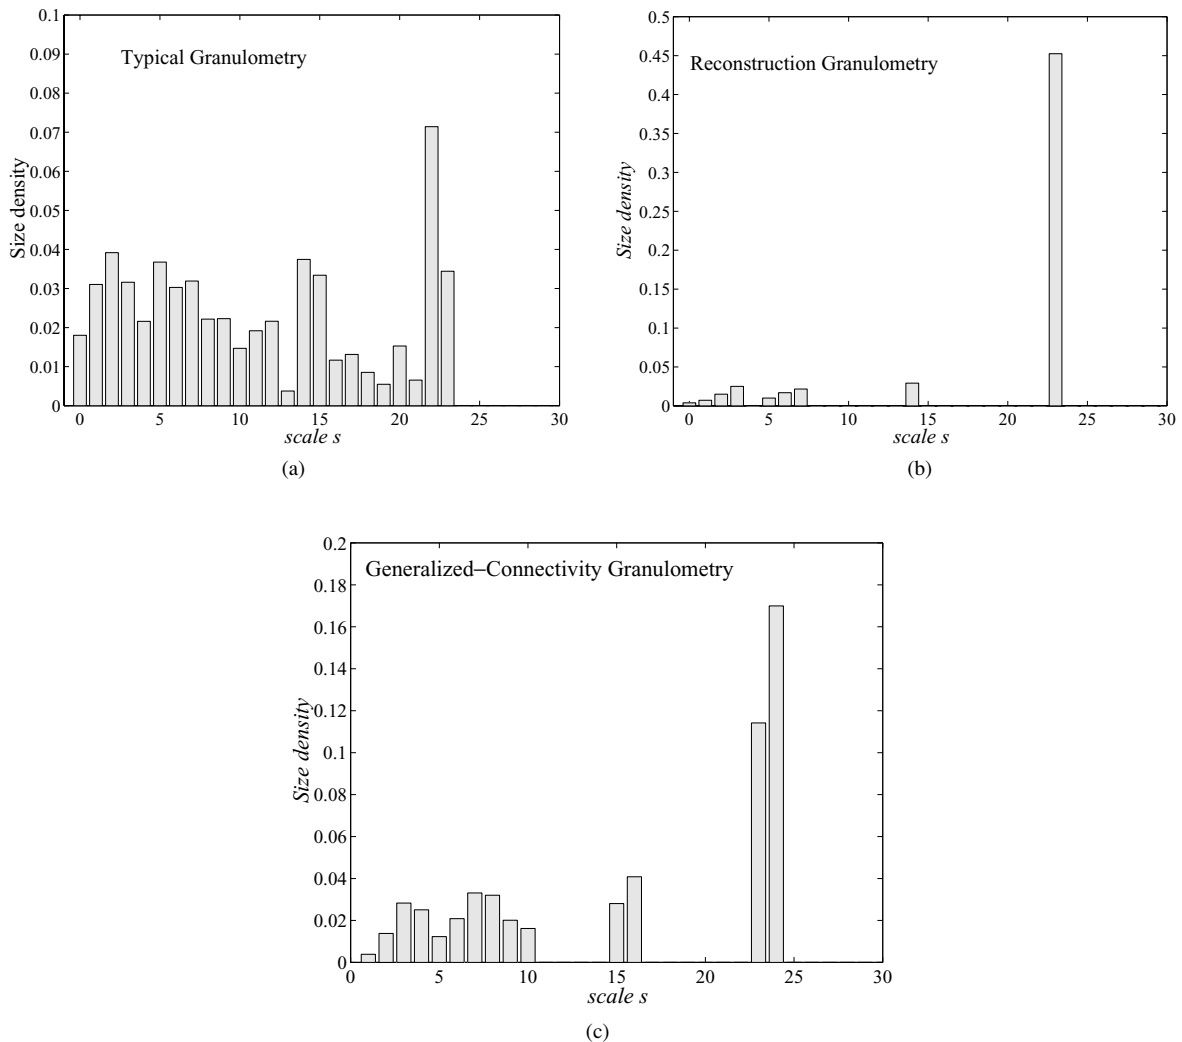 Typical Granulometry
0.1
0.09
0.08
0.07
0.06
0.05
0.04
0.03
0.02
0.01
0
Size density
0 5 10 15 20 25 30
scale s
(a)
Reconstruction Granulometry
0.5
0.45
0.4
0.35
0.3
0.25
0.2
0.15
0.1
0.05
0
Size density
0 5 10 15 20 25 30
scale s
(b)
Generalized–Connectivity Granulometry
0.2
0.18
0.16
0.14
0.12
0.1
0.08
0.06
0.04
0.02
0
Size density
0 5 10 15 20 25 30
scale s
(c)